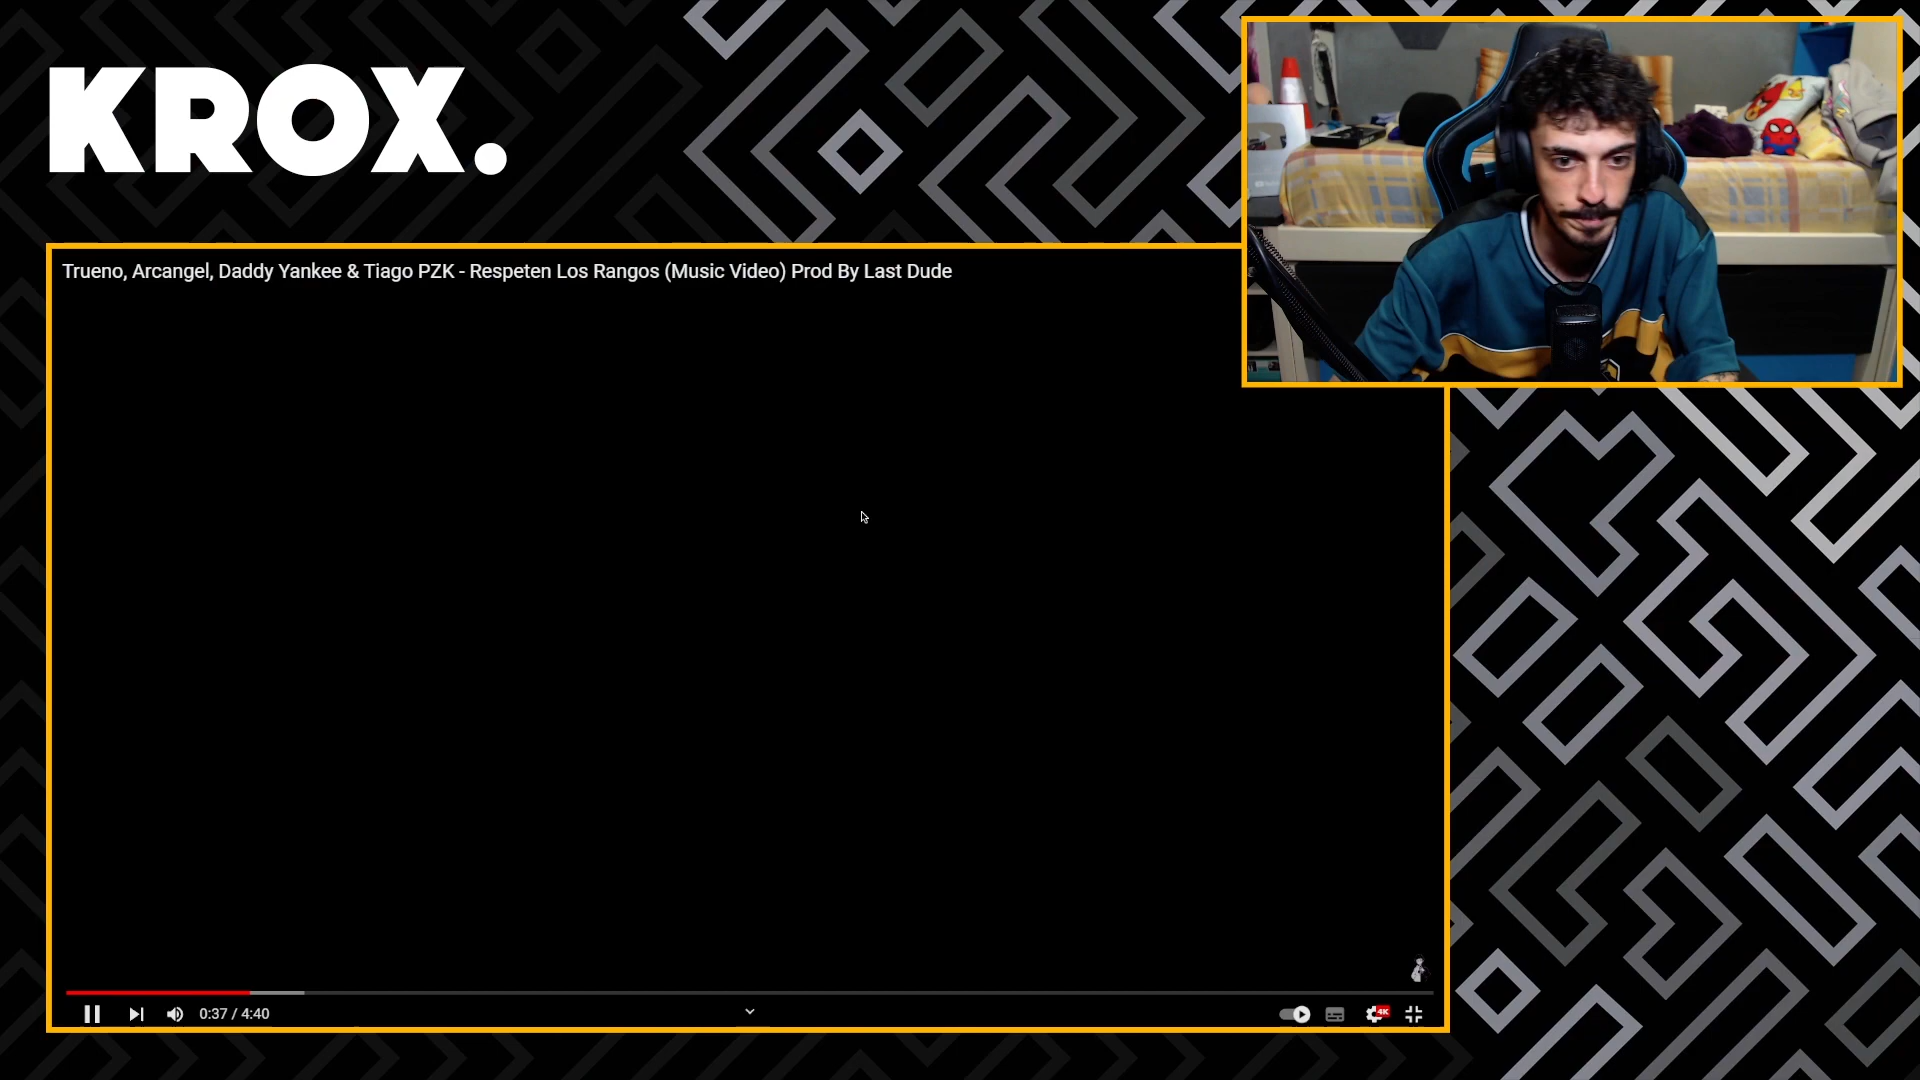 KROX.
Trueno, Arcangel, Daddy Yankee & Tiago PZK - Respeten Los Rangos (Music Video) Prod By Last Dude
0:37 / 4:40
4K